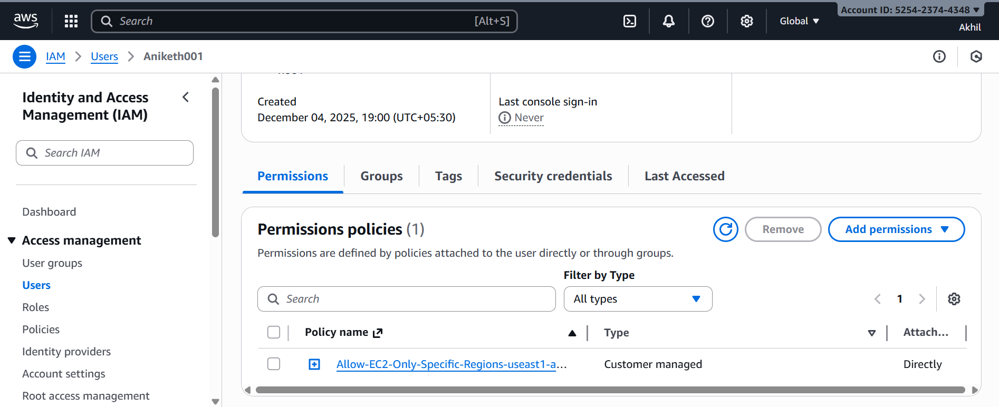 aws
Search
[Alt+S]
Global
Account ID: 5254-2374-4348
Akhil
IAM
Users
Aniketh001
Identity and Access
Management (IAM)
Search IAM
Dashboard
Access management
User groups
Users
Roles
Policies
Identity providers
Account settings
Root access management
Created
December 04, 2025, 19:00 (UTC+05:30)
Last console sign-in
Never
Permissions
Groups
Tags
Security credentials
Last Accessed
Permissions policies (1)
Remove
Add permissions
Permissions are defined by policies attached to the user directly or through groups.
Filter by Type
Search
All types
1
Policy name
Type
Attach...
Allow-EC2-Only-Specific-Regions-useast1-a...
Customer managed
Directly